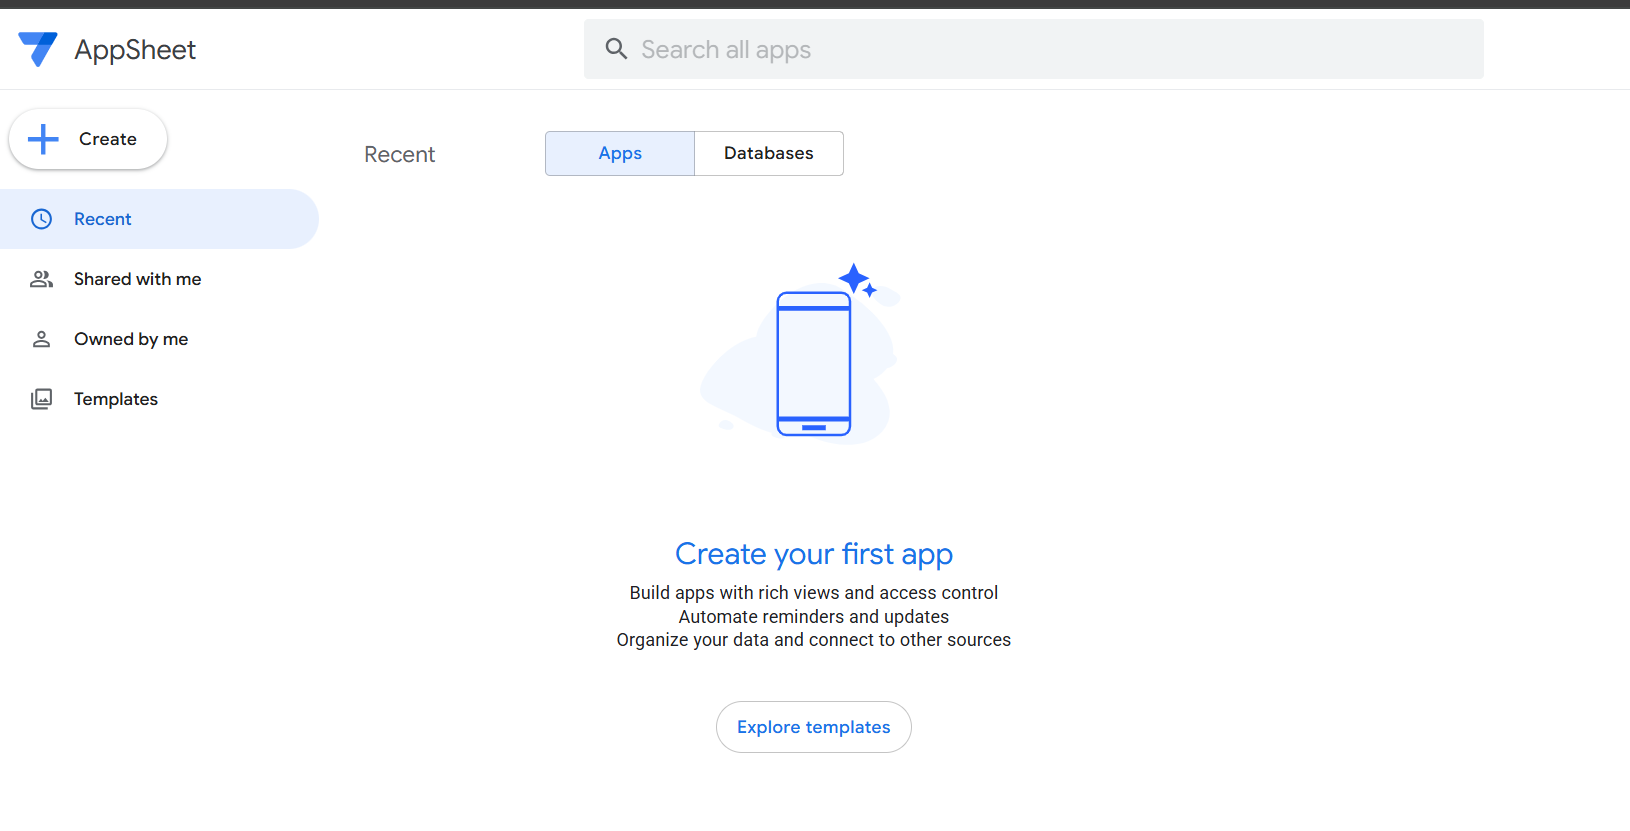 AppSheet
Search all apps
Create
Recent
Apps
Databases
Recent
Shared with me
Owned by me
Templates
Create your first app
Build apps with rich views and access control
Automate reminders and updates
Organize your data and connect to other sources
Explore templates